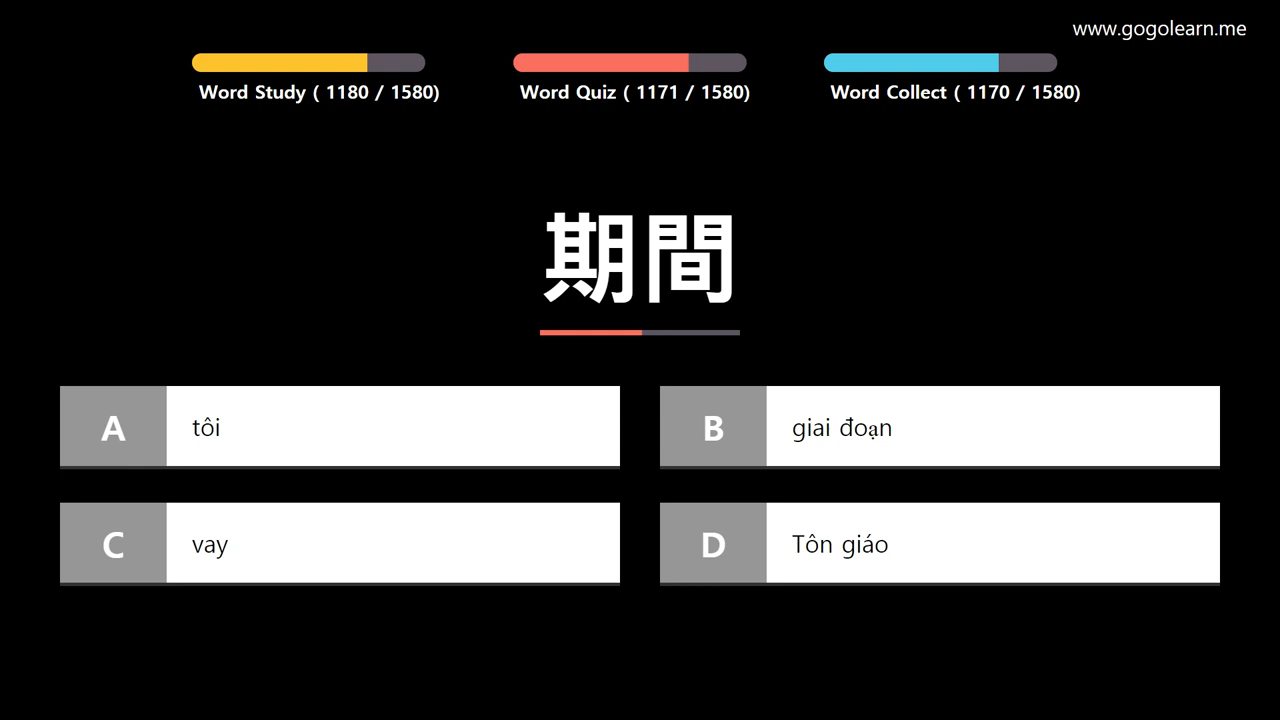 www.gogolearn.me
Word Study ( 1180 / 1580)
Word Quiz ( 1171 / 1580)
Word Collect ( 1170 / 1580)
期間
A
tôi
B
giai đoạn
C
vay
D
Tôn giáo